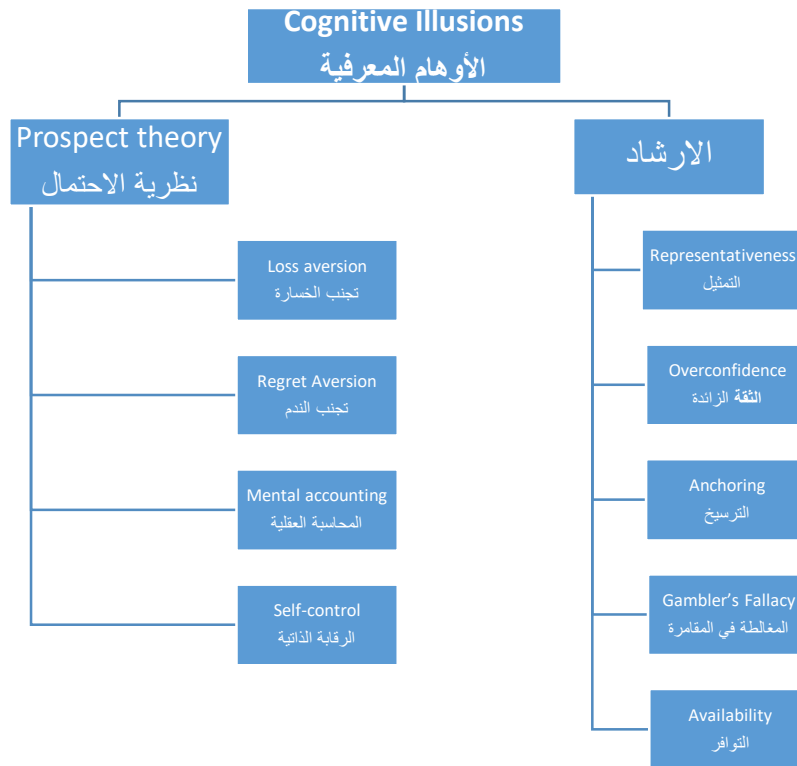 Cognitive Illusions
الأوهام المعرفية
Prospect theory
نظرية الاحتمال
Loss aversion
تجنب الخسارة
Regret Aversion
تجنب الندم
Mental accounting
المحاسبة العقلية
Self-control
الرقابة الذاتية
الارشاد
Representativeness
التمثيل
Overconfidence
الثقة الزائدة
Anchoring
الترسيخ
Gambler’s Fallacy
المغالطة في المقامرة
Availability
التوافر